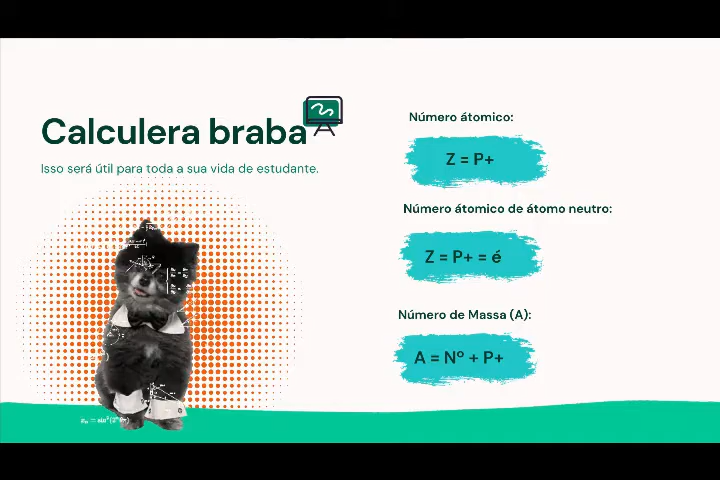 Calculera braba
Isso será útil para toda a sua vida de estudante.
Número átomico:
Z = P+
Número átomico de átomo neutro:
Z = P+ = é
Número de Massa (A):
A = Nº + P+